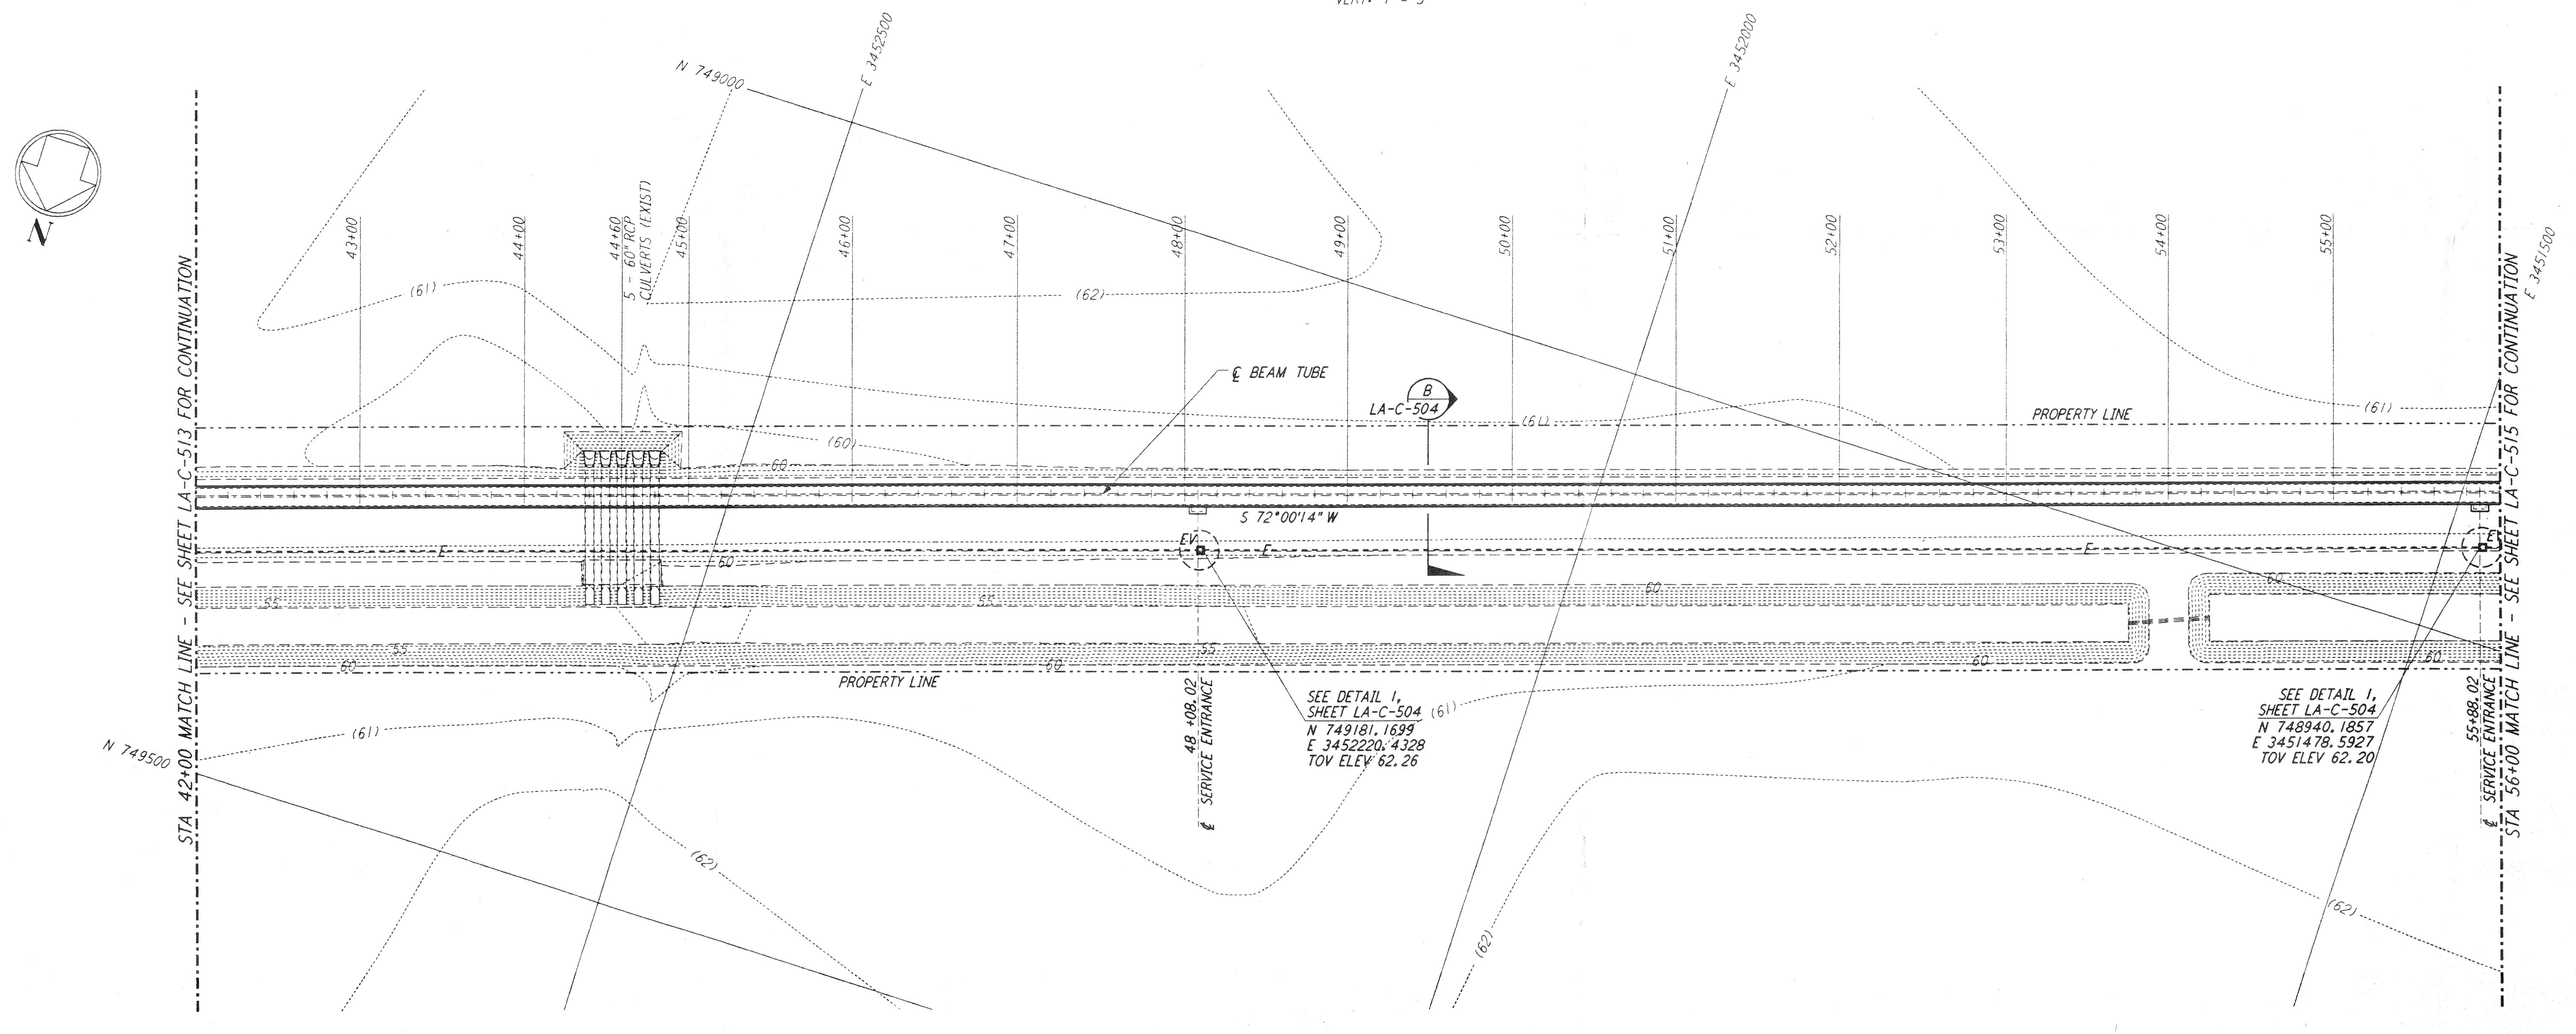 E 3452500
E 3452000
N 749000
N
43+00
44+00
44+60
5 - 60" RCP
CULVERTS (EXIST)
45+00
46+00
47+00
48+00
49+00
50+00
51+00
52+00
53+00
54+00
55+00
E 3451500
STA 42+00 MATCH LINE - SEE SHEET LA-C-513 FOR CONTINUATION
(61)
(62)
℄ BEAM TUBE
B
LA-C-504
(61)
PROPERTY LINE
(61)
(60)
60
S 72°00'14" W
E
EV
E
E
E
60
55
55
60
60
55
60
60
55
60
60
PROPERTY LINE
48 +08.02
℄ SERVICE ENTRANCE
SEE DETAIL 1,
SHEET LA-C-504
N 749181.1699
E 3452220.4328
TOV ELEV 62.26
(61)
SEE DETAIL 1,
SHEET LA-C-504
N 748940.1857
E 3451478.5927
TOV ELEV 62.20
55+88.02
℄ SERVICE ENTRANCE
STA 56+00 MATCH LINE - SEE SHEET LA-C-515 FOR CONTINUATION
N 749500
(61)
(62)
(62)
(62)